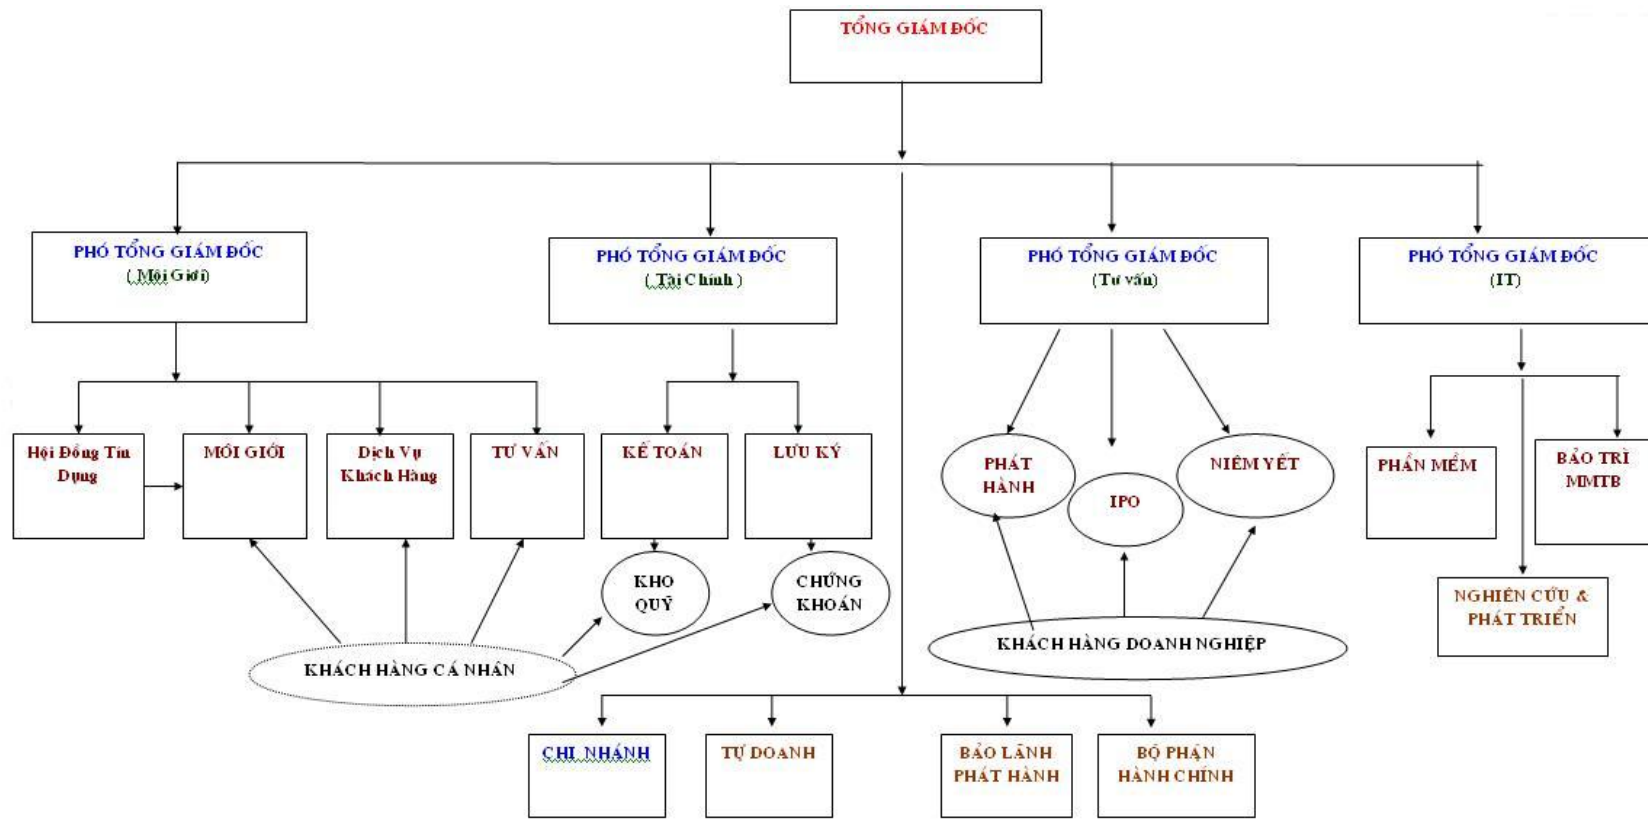 TỔNG GIÁM ĐỐC
PHÓ TỔNG GIÁM ĐỐC
( Môi Giới)
PHÓ TỔNG GIÁM ĐỐC
( Tài Chính )
PHÓ TỔNG GIÁM ĐỐC
(Tư vấn)
PHÓ TỔNG GIÁM ĐỐC
(IT)
Hội Đồng Tín
Dụng
MÔI GIỚI
Dịch Vụ
Khách Hàng
TƯ VẤN
KẾ TOÁN
LƯU KÝ
PHÁT
HÀNH
IPO
NIÊM YẾT
PHẦN MỀM
BẢO TRÌ
MMTB
KHO
QUỸ
CHỨNG
KHOÁN
NGHIÊN CỨU &
PHÁT TRIỂN
KHÁCH HÀNG CÁ NHÂN
KHÁCH HÀNG DOANH NGHIỆP
CHI NHÁNH
TỰ DOANH
BẢO LÃNH
PHÁT HÀNH
BỘ PHẬN
HÀNH CHÍNH